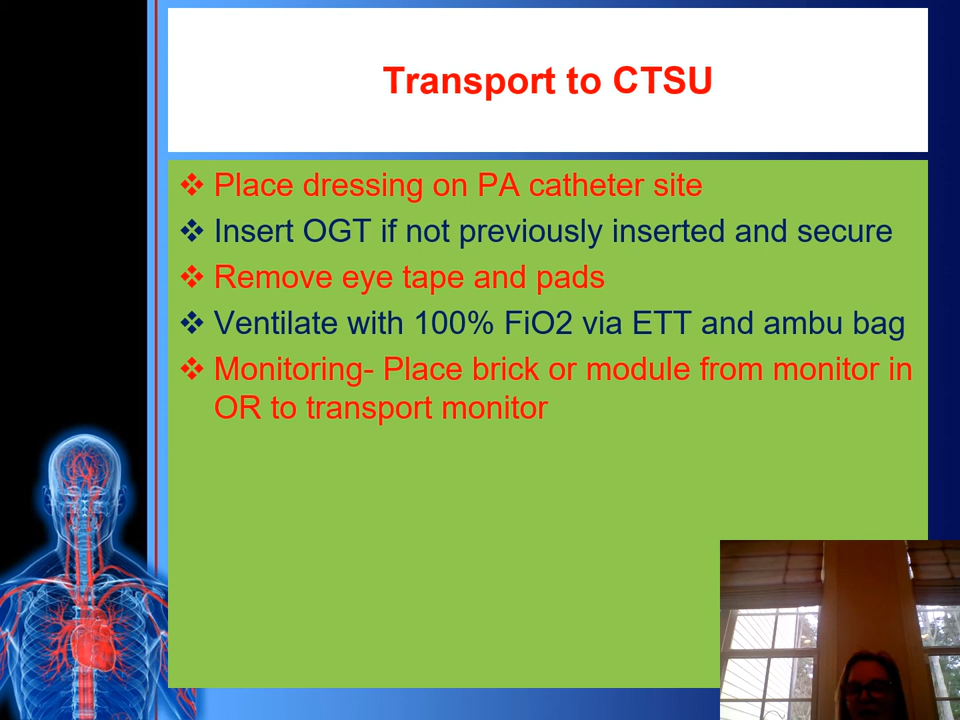 Transport to CTSU
❖ Place dressing on PA catheter site
❖ Insert OGT if not previously inserted and secure
❖ Remove eye tape and pads
❖ Ventilate with 100% FiO2 via ETT and ambu bag
❖ Monitoring- Place brick or module from monitor in
OR to transport monitor